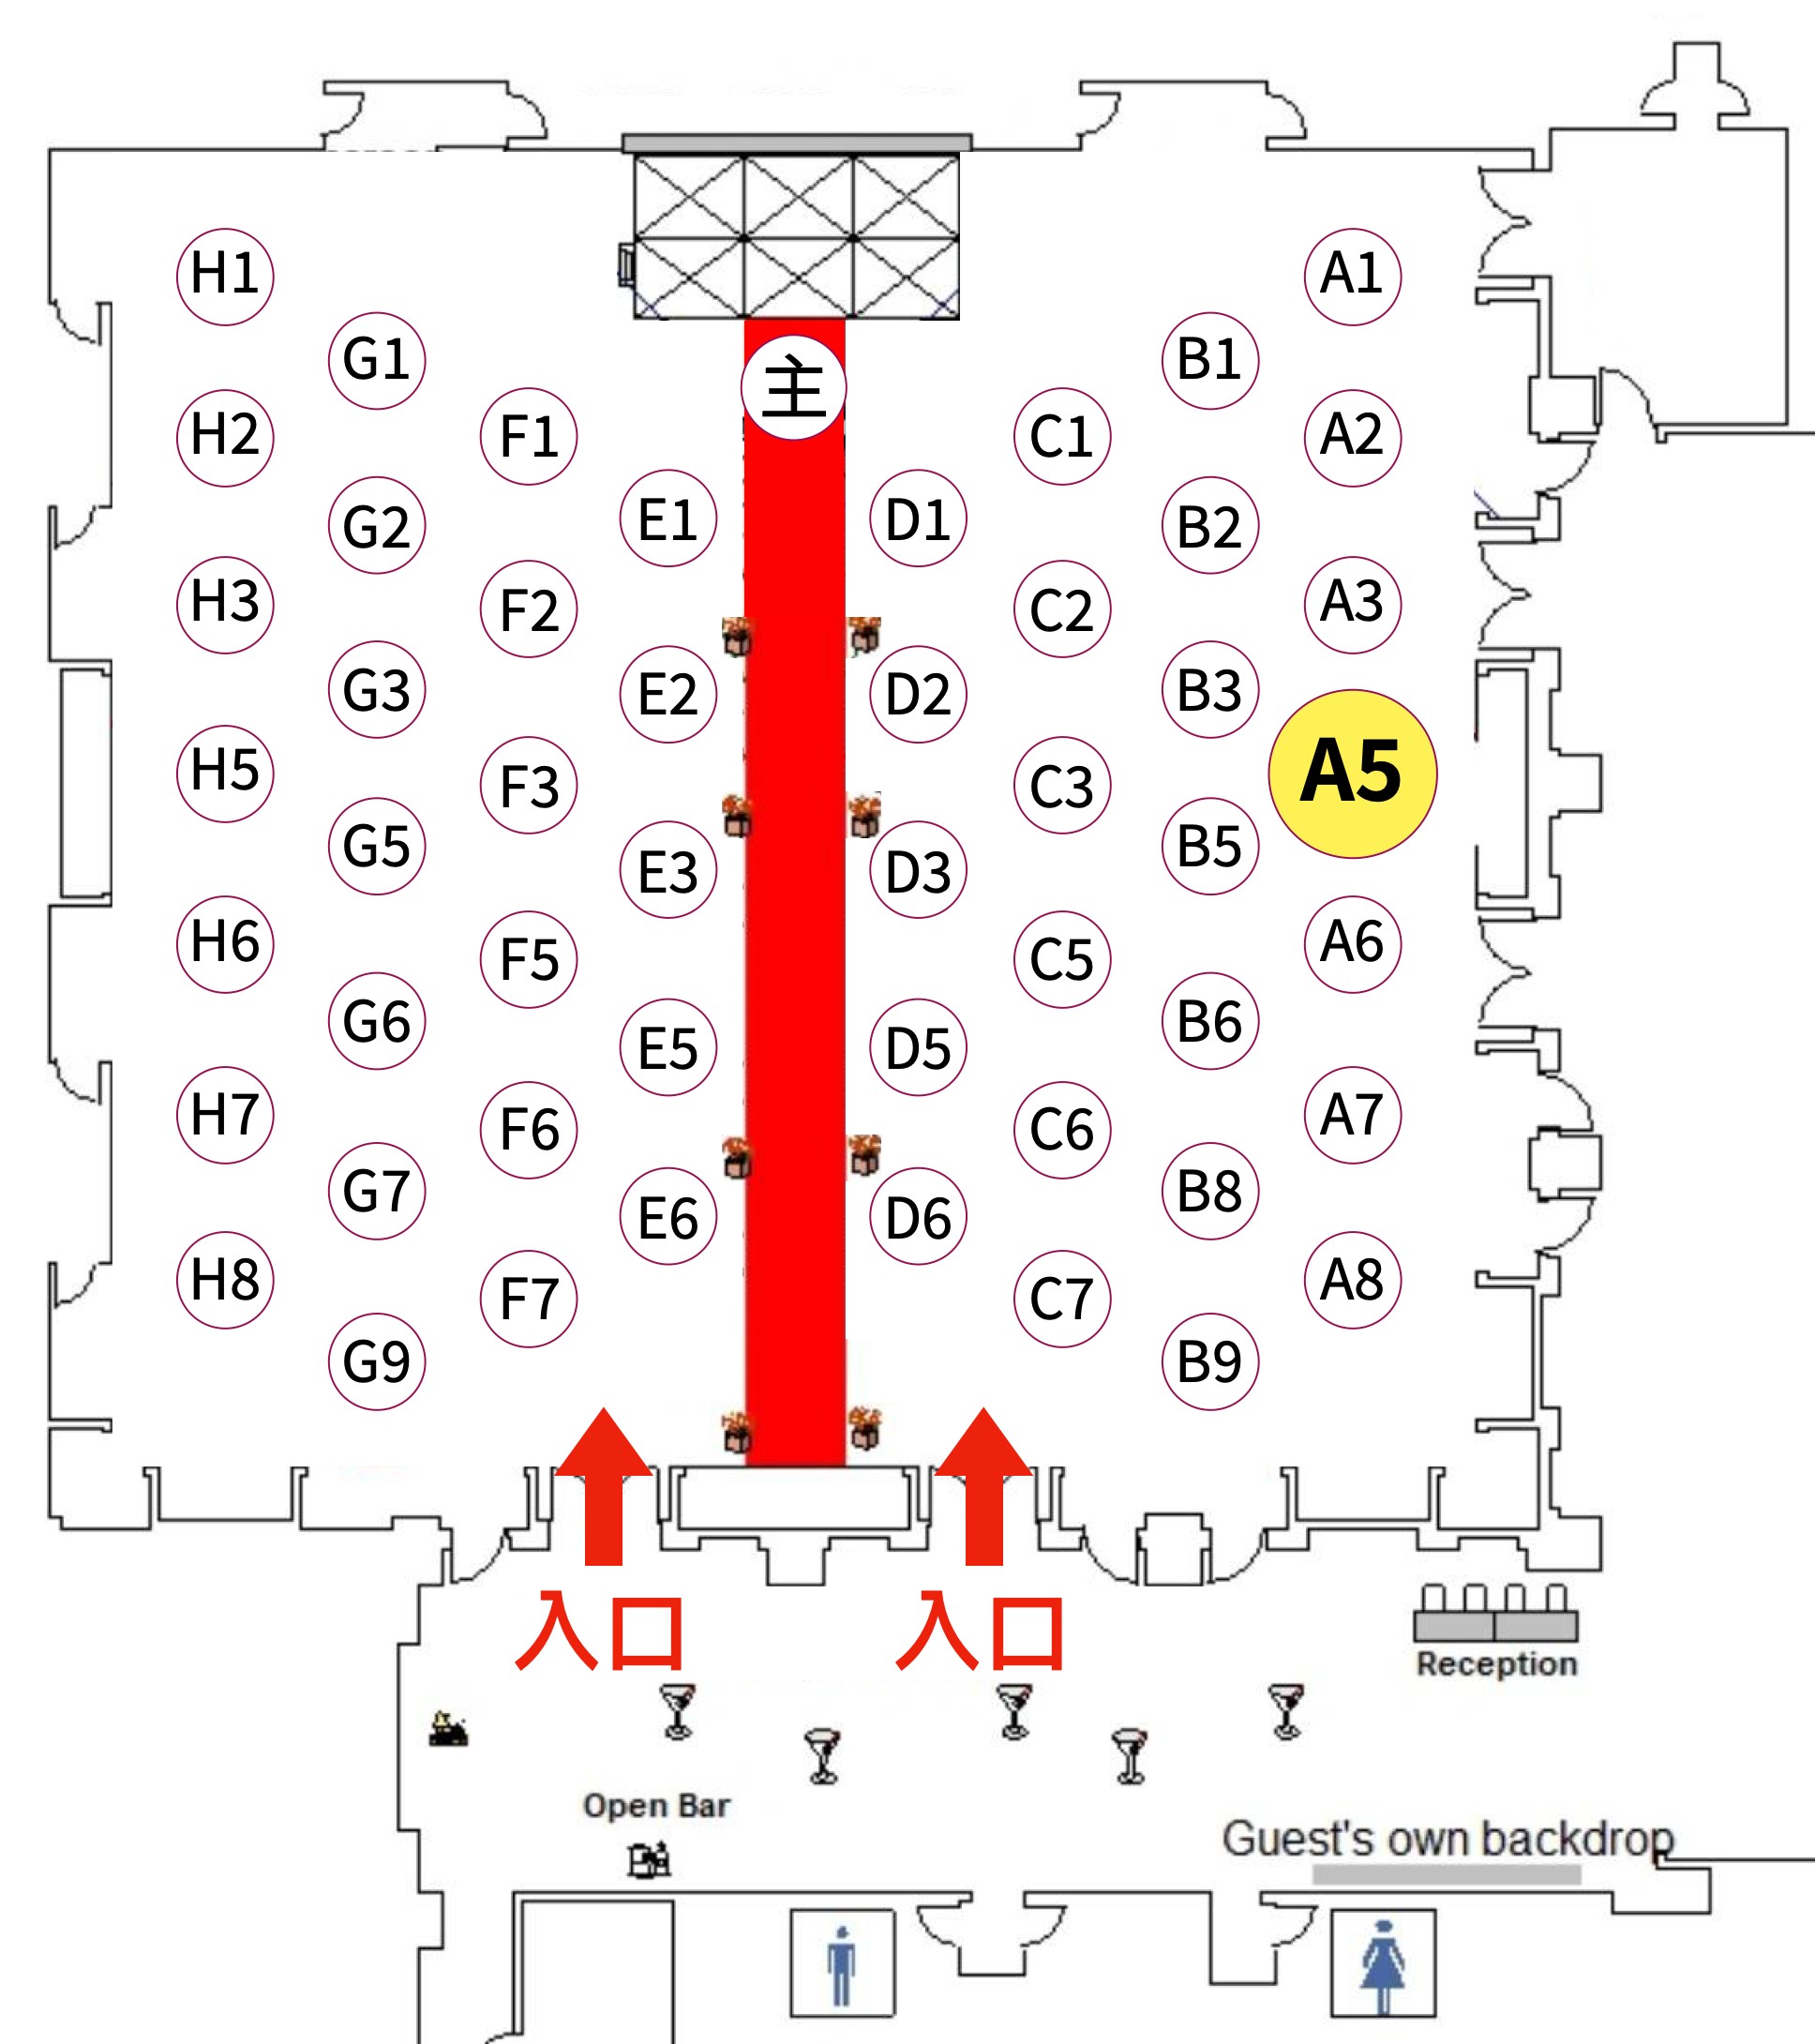 H1
A1
G1
B1
主
H2
F1
C1
A2
G2
E1
D1
B2
H3
F2
C2
A3
G3
E2
D2
B3
H5
F3
C3
A5
G5
E3
D3
B5
H6
F5
C5
A6
G6
E5
D5
B6
H7
F6
C6
A7
G7
E6
D6
B8
H8
F7
C7
A8
G9
B9
入口
入口
Reception
Open Bar
Guest's own backdrop